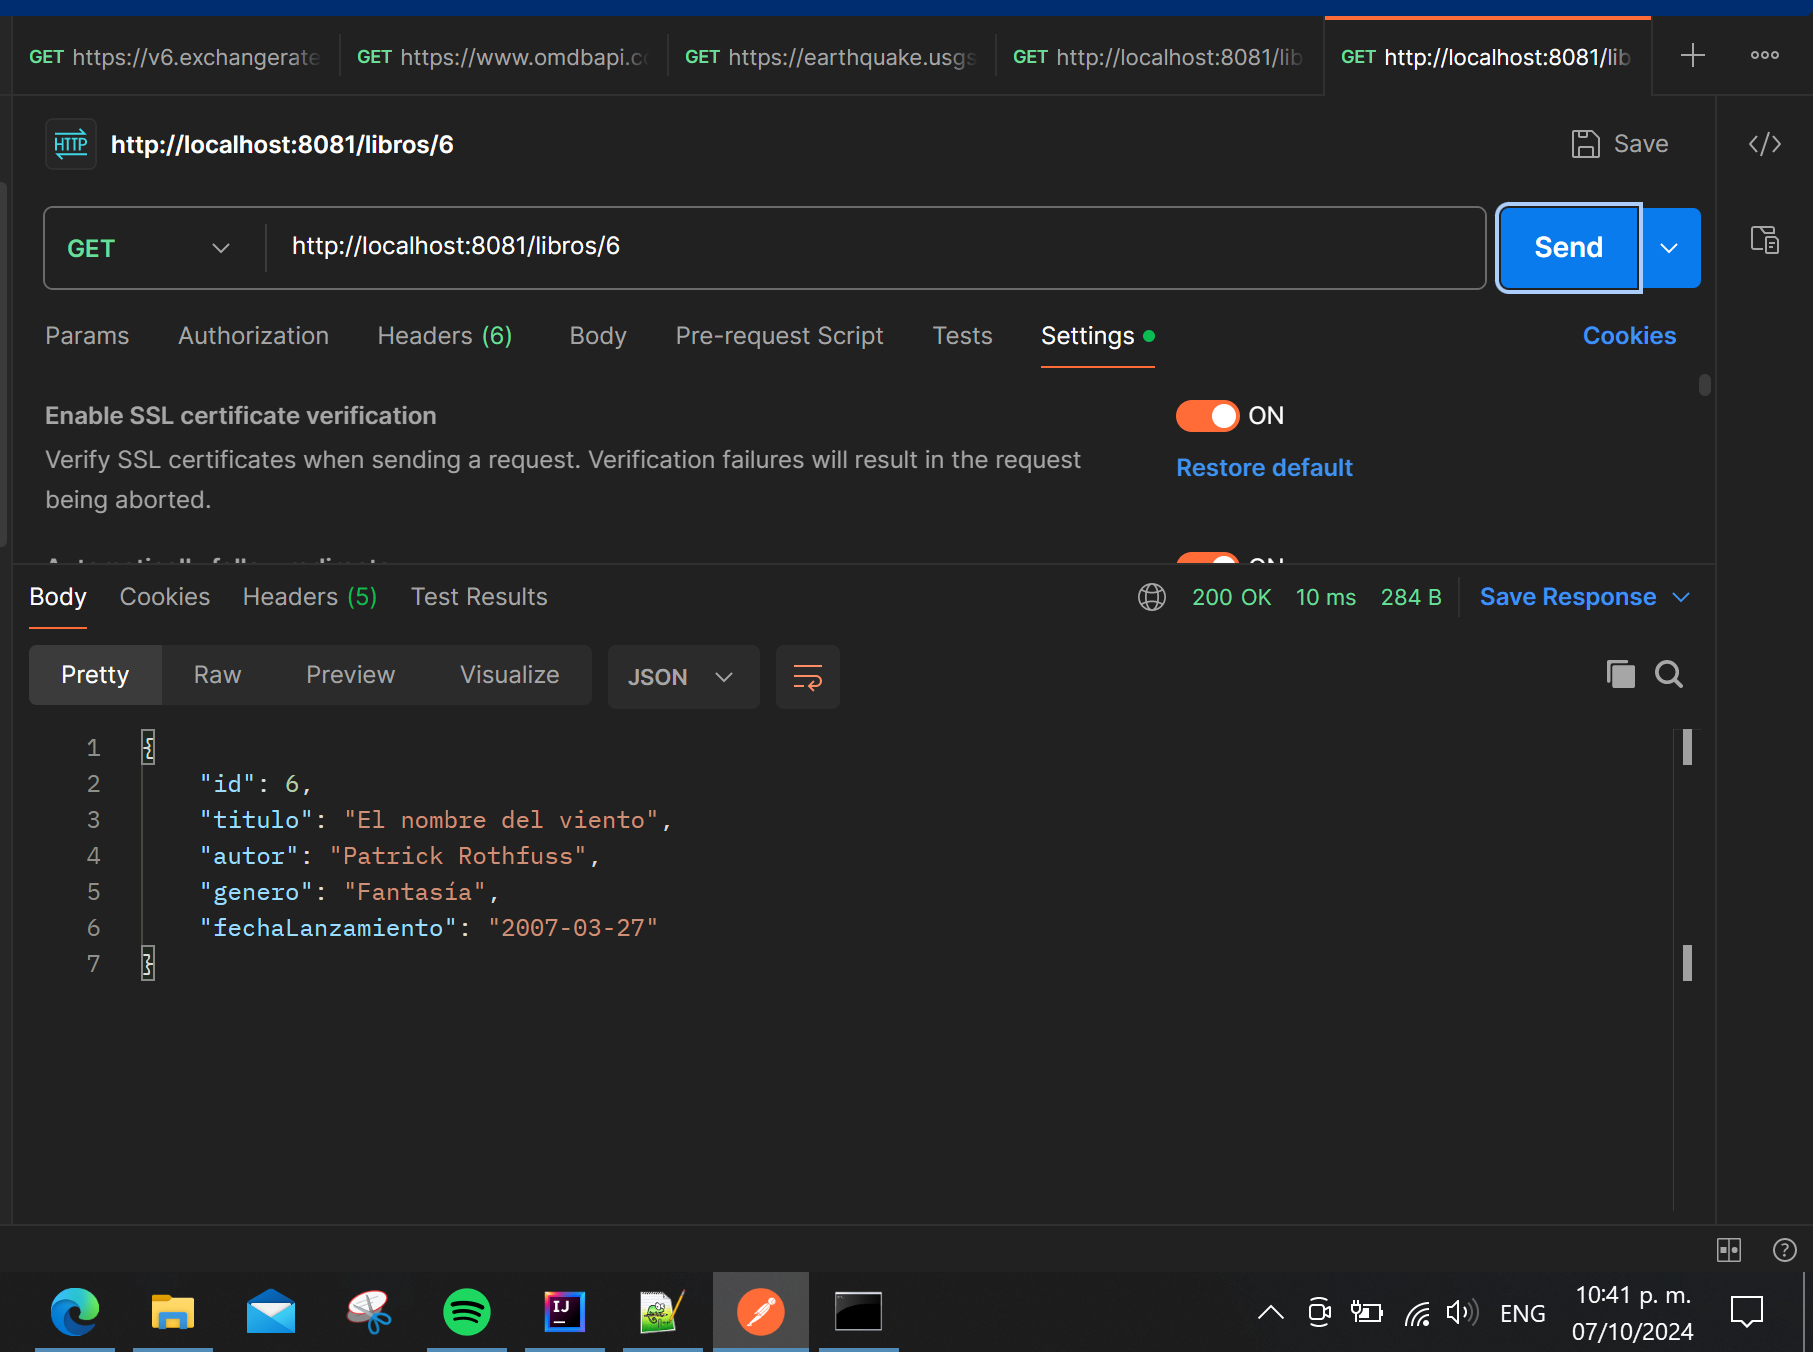 GET https://v6.exchangerate GET https://www.omdbapi.co GET https://earthquake.usgs GET http://localhost:8081/lib GET http://localhost:8081/lib
HTTP http://localhost:8081/libros/6 Save
GET http://localhost:8081/libros/6 Send
Params Authorization Headers (6) Body Pre-request Script Tests Settings Cookies
Enable SSL certificate verification ON
Verify SSL certificates when sending a request. Verification failures will result in the request
being aborted.
Restore default
Automatically follow redirects ON
Body Cookies Headers (5) Test Results 200 OK 10 ms 284 B Save Response
Pretty Raw Preview Visualize JSON
1 {
2 "id": 6,
3 "titulo": "El nombre del viento",
4 "autor": "Patrick Rothfuss",
5 "genero": "Fantasía",
6 "fechaLanzamiento": "2007-03-27"
7 }
IJ
ENG
10:41 p. m.
07/10/2024